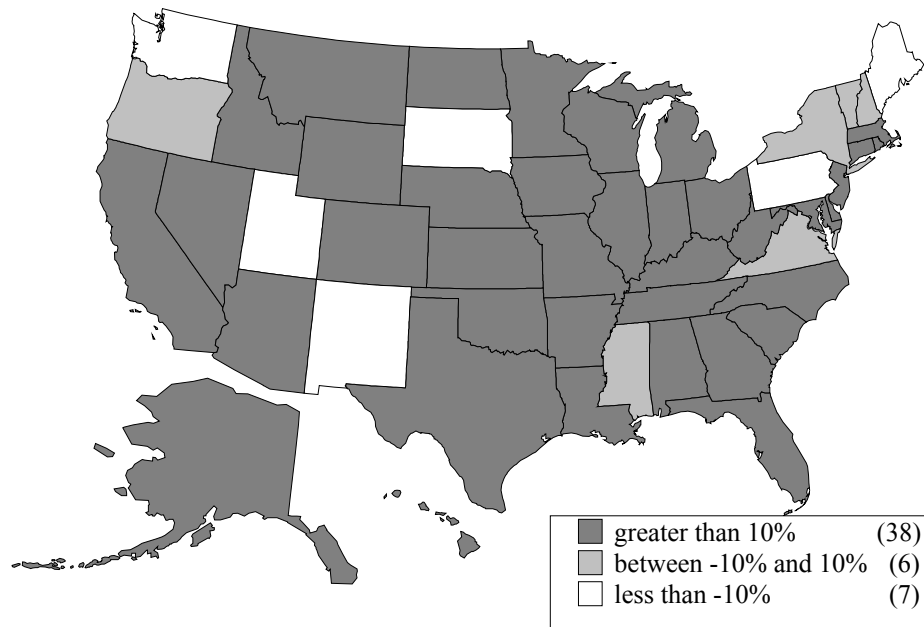 greater than 10% (38)
between -10% and 10% (6)
less than -10% (7)